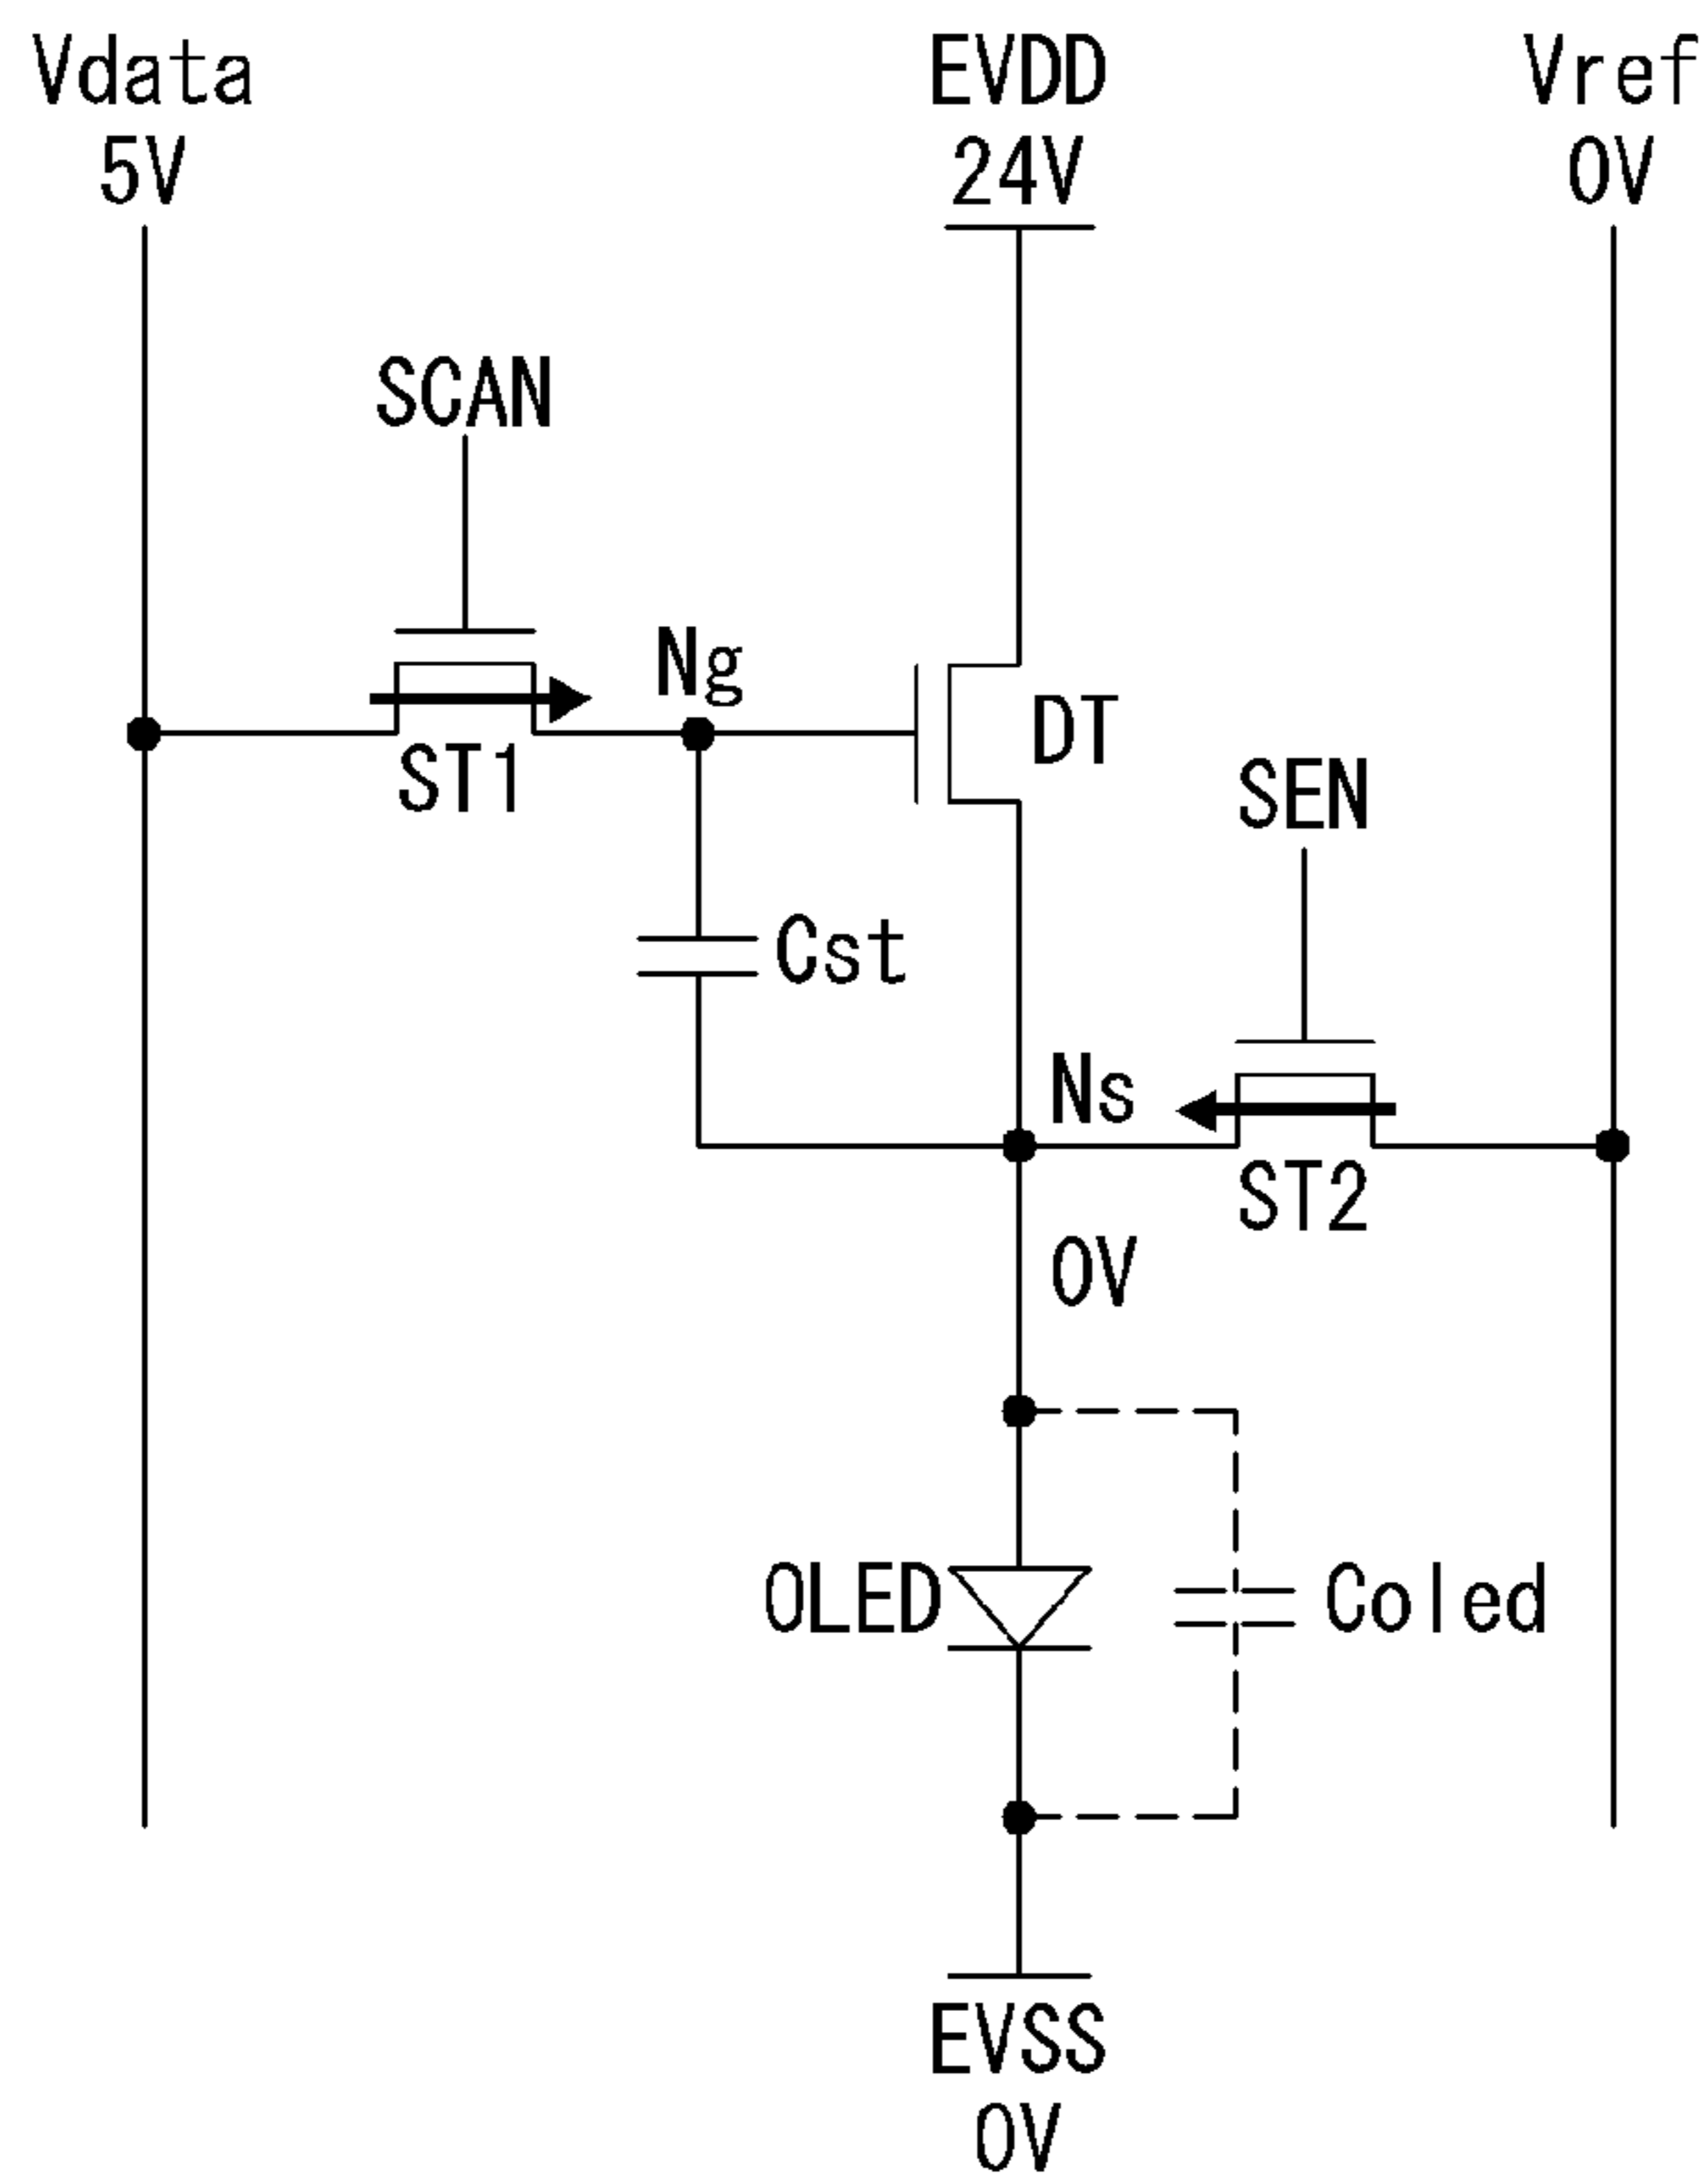 Vdata
5V
EVDD
24V
Vref
0V
SCAN
Ng
DT
ST1
SEN
Cst
Ns
ST2
0V
OLED
Coled
EVSS
0V